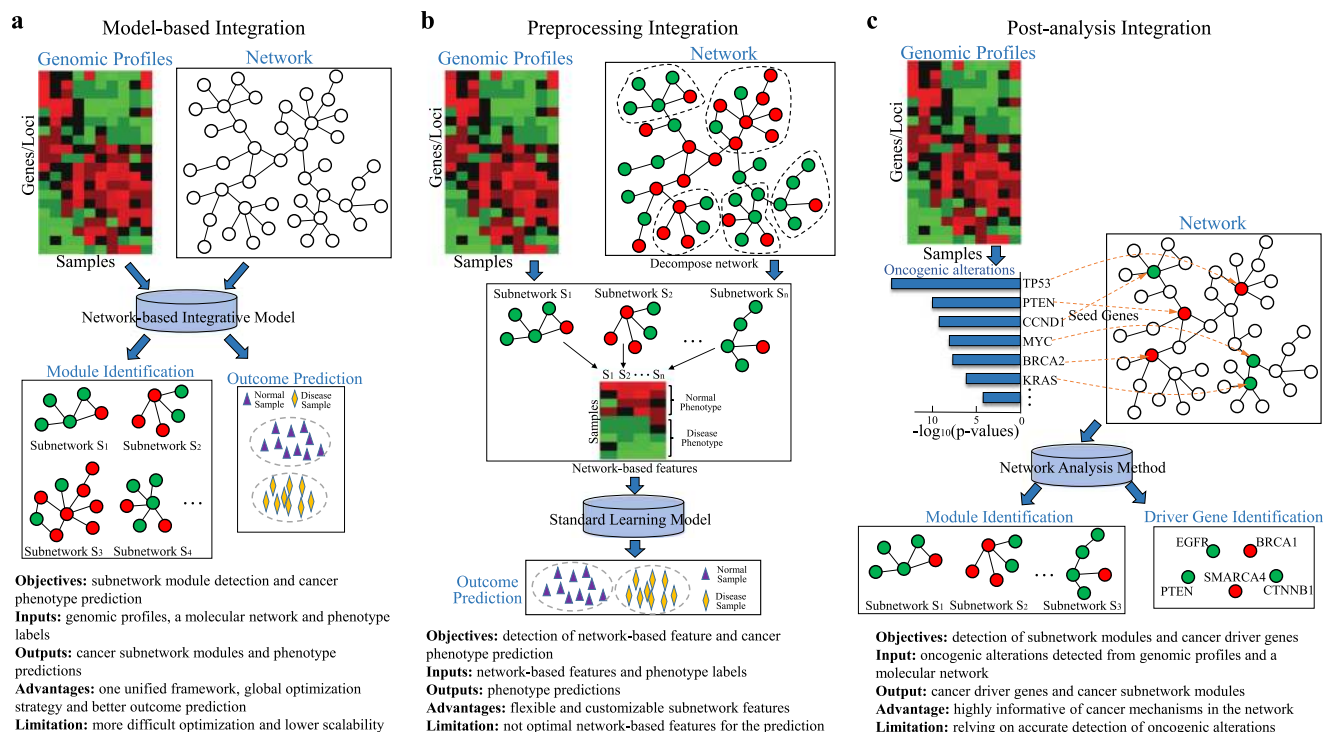 a
Model-based Integration
Genomic Profiles
Network
Genes/Loci
Samples
Network-based Integrative Model
Module Identification
Subnetwork S1
Subnetwork S2
Subnetwork S3
Subnetwork S4
...
Outcome Prediction
Normal
Sample
Disease
Sample
Objectives: subnetwork module detection and cancer
phenotype prediction
Inputs: genomic profiles, a molecular network and phenotype
labels
Outputs: cancer subnetwork modules and phenotype
predictions
Advantages: one unified framework, global optimization
strategy and better outcome prediction
Limitation: more difficult optimization and lower scalability
b
Preprocessing Integration
Genomic Profiles
Network
Genes/Loci
Samples
Decompose network
Subnetwork S1
Subnetwork S2
Subnetwork Sn
...
S1 S2 ··· Sn
Samples
Normal
Phenotype
Disease
Phenotype
Network-based features
Standard Learning Model
Outcome
Prediction
Normal
Sample
Disease
Sample
Objectives: detection of network-based feature and cancer
phenotype prediction
Inputs: network-based features and phenotype labels
Outputs: phenotype predictions
Advantages: flexible and customizable subnetwork features
Limitation: not optimal network-based features for the prediction
c
Post-analysis Integration
Genomic Profiles
Genes/Loci
Samples
Network
Oncogenic alterations
TP53
PTEN
CCND1
Seed Genes
MYC
BRCA2
KRAS
10
5
0
-log10(p-values)
Network Analysis Method
Module Identification
Subnetwork S1
Subnetwork S2
Subnetwork S3
...
Driver Gene Identification
EGFR
BRCA1
SMARCA4
PTEN
CTNNB1
Objectives: detection of subnetwork modules and cancer driver genes
Input: oncogenic alterations detected from genomic profiles and a
molecular network
Output: cancer driver genes and cancer subnetwork modules
Advantage: highly informative of cancer mechanisms in the network
Limitation: relying on accurate detection of oncogenic alterations